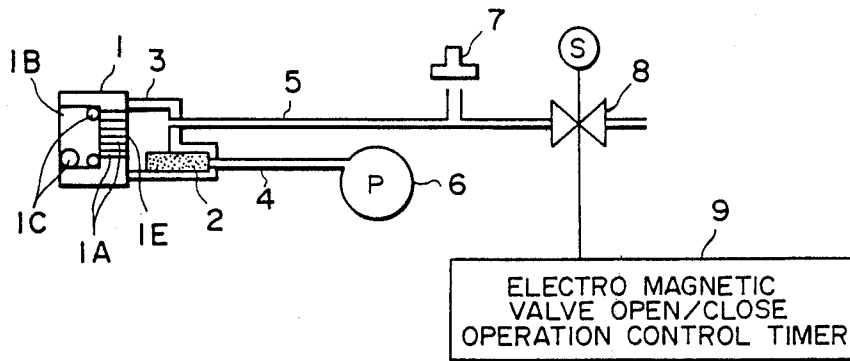 7
S
1
3
1B
5
8
P
1C
1A
1E
2
4
6
9
ELECTRO MAGNETIC
VALVE OPEN/CLOSE
OPERATION CONTROL TIMER